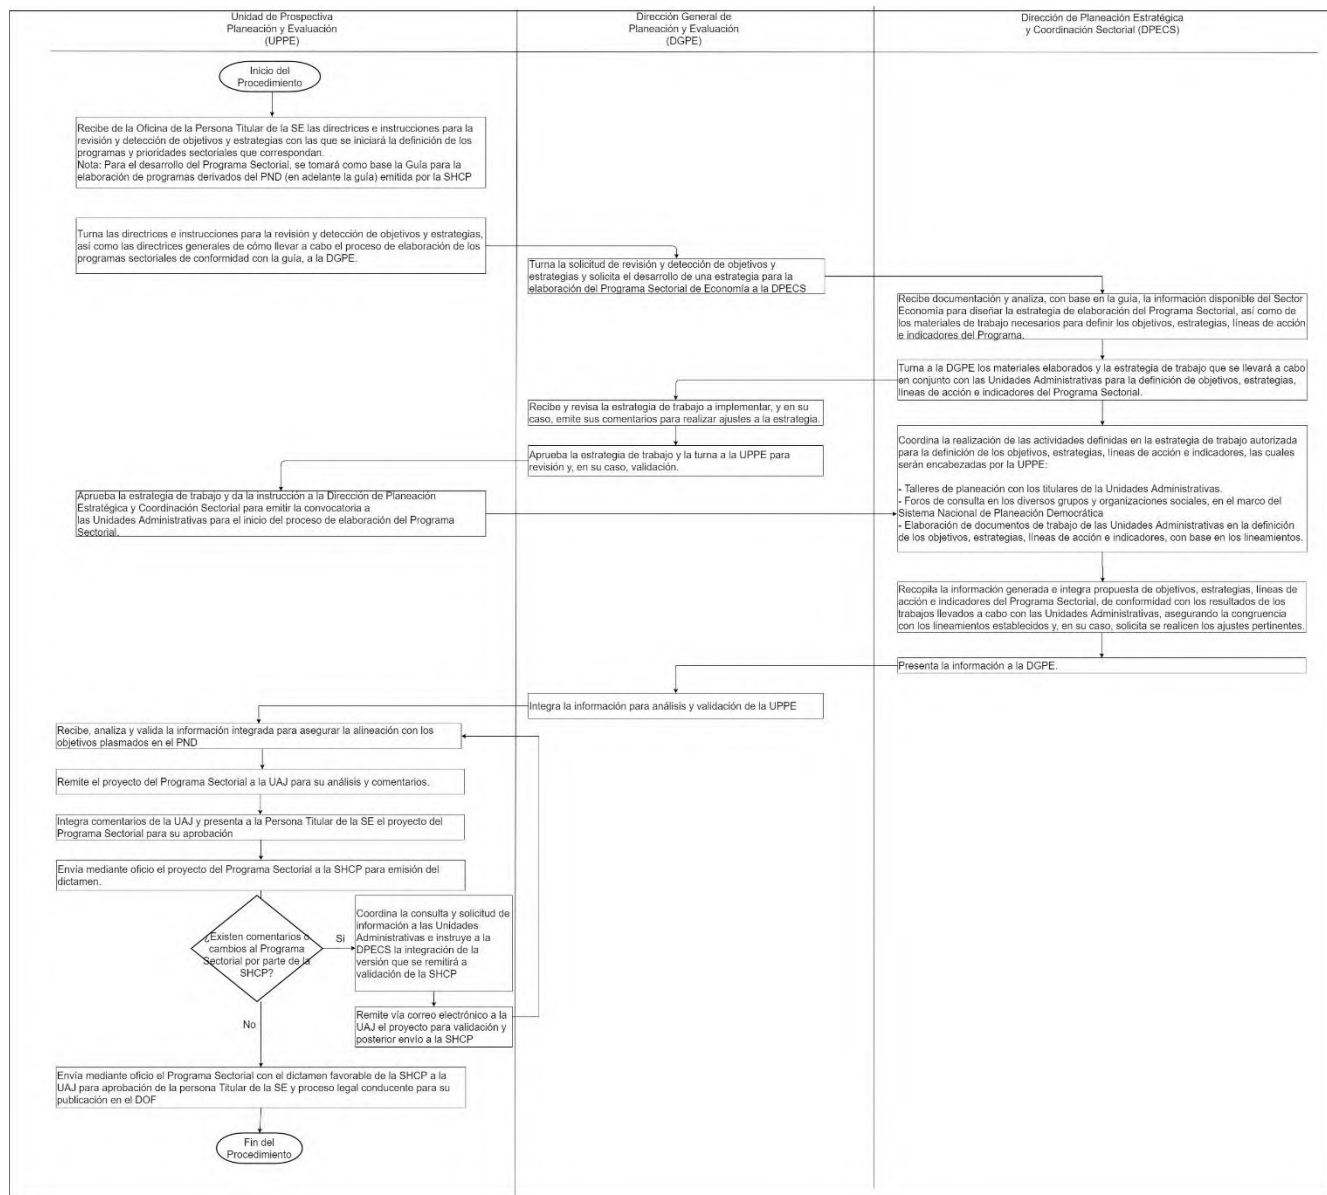 Unidad de Prospectiva
Planeación y Evaluación
(UPPE)
Dirección General de
Planeación y Evaluación
(DGPE)
Dirección de Planeación Estratégica
y Coordinación Sectorial (DPECS)
Inicio del
Procedimiento
Recibe de la Oficina de la Persona Titular de la SE las directrices e instrucciones para la
revisión y detección de objetivos y estrategias con las que se iniciará la definición de los
programas y prioridades sectoriales que correspondan.
Nota: Para el desarrollo del Programa Sectorial, se tomará como base la Guía para la
elaboración de programas derivados del PND (en adelante la guía) emitida por la SHCP
Turna las directrices e instrucciones para la revisión y detección de objetivos y estrategias,
así como las directrices generales de cómo llevar a cabo el proceso de elaboración de los
programas sectoriales de conformidad con la guía, a la DGPE.
Turna la solicitud de revisión y detección de objetivos y
estrategias y solicita el desarrollo de una estrategia para la
elaboración del Programa Sectorial de Economía a la DPECS
Recibe documentación y analiza, con base en la guía, la información disponible del Sector
Economía para diseñar la estrategia de elaboración del Programa Sectorial, así como de
los materiales de trabajo necesarios para definir los objetivos, estrategias, líneas de acción
e indicadores del Programa.
Turna a la DGPE los materiales elaborados y la estrategia de trabajo que se llevará a cabo
en conjunto con las Unidades Administrativas para la definición de objetivos, estrategias,
líneas de acción e indicadores del Programa Sectorial.
Recibe y revisa la estrategia de trabajo a implementar, y en su
caso, emite sus comentarios para realizar ajustes a la estrategia.
Aprueba la estrategia de trabajo y la turna a la UPPE para
revisión y, en su caso, validación.
Aprueba la estrategia de trabajo y da la instrucción a la Dirección de Planeación
Estratégica y Coordinación Sectorial para emitir la convocatoria a
las Unidades Administrativas para el inicio del proceso de elaboración del Programa
Sectorial.
Coordina la realización de las actividades definidas en la estrategia de trabajo autorizada
para la definición de los objetivos, estrategias, líneas de acción e indicadores, las cuales
serán encabezadas por la UPPE:
- Talleres de planeación con los titulares de la Unidades Administrativas.
- Foros de consulta en los diversos grupos y organizaciones sociales, en el marco del
Sistema Nacional de Planeación Democrática
- Elaboración de documentos de trabajo de las Unidades Administrativas en la definición
de los objetivos, estrategias, líneas de acción e indicadores, con base en los lineamientos.
Recopila la información generada e integra propuesta de objetivos, estrategias, líneas de
acción e indicadores del Programa Sectorial, de conformidad con los resultados de los
trabajos llevados a cabo con las Unidades Administrativas, asegurando la congruencia
con los lineamientos establecidos y, en su caso, solicita se realicen los ajustes pertinentes.
Presenta la información a la DGPE.
Integra la información para análisis y validación de la UPPE
Recibe, analiza y valida la información integrada para asegurar la alineación con los
objetivos plasmados en el PND
Remite el proyecto del Programa Sectorial a la UAJ para su análisis y comentarios.
Integra comentarios de la UAJ y presenta a la Persona Titular de la SE el proyecto del
Programa Sectorial para su aprobación
Envía mediante oficio el proyecto del Programa Sectorial a la SHCP para emisión del
dictamen.
¿Existen comentarios o
cambios al Programa
Sectorial por parte de la
SHCP?
Si
Coordina la consulta y solicitud de
información a las Unidades
Administrativas e instruye a la
DPECS la integración de la
versión que se remitirá a
validación de la SHCP
Remite vía correo electrónico a la
UAJ el proyecto para validación y
posterior envío a la SHCP
No
Envía mediante oficio el Programa Sectorial con el dictamen favorable de la SHCP a la
UAJ para aprobación de la persona Titular de la SE y proceso legal conducente para su
publicación en el DOF
Fin del
Procedimiento